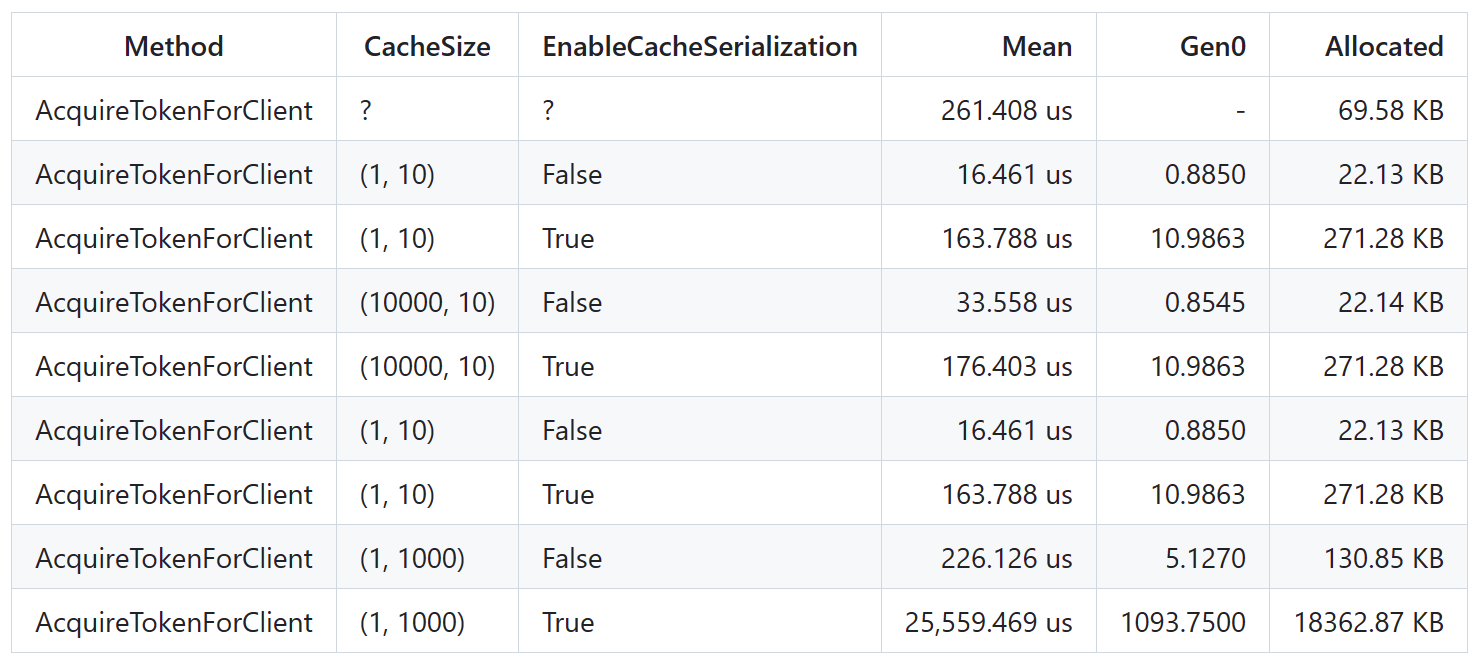 Method CacheSize EnableCacheSerialization Mean Gen0 Allocated
AcquireTokenForClient ? ? 261.408 us - 69.58 KB
AcquireTokenForClient (1, 10) False 16.461 us 0.8850 22.13 KB
AcquireTokenForClient (1, 10) True 163.788 us 10.9863 271.28 KB
AcquireTokenForClient (10000, 10) False 33.558 us 0.8545 22.14 KB
AcquireTokenForClient (10000, 10) True 176.403 us 10.9863 271.28 KB
AcquireTokenForClient (1, 10) False 16.461 us 0.8850 22.13 KB
AcquireTokenForClient (1, 10) True 163.788 us 10.9863 271.28 KB
AcquireTokenForClient (1, 1000) False 226.126 us 5.1270 130.85 KB
AcquireTokenForClient (1, 1000) True 25,559.469 us 1093.7500 18362.87 KB